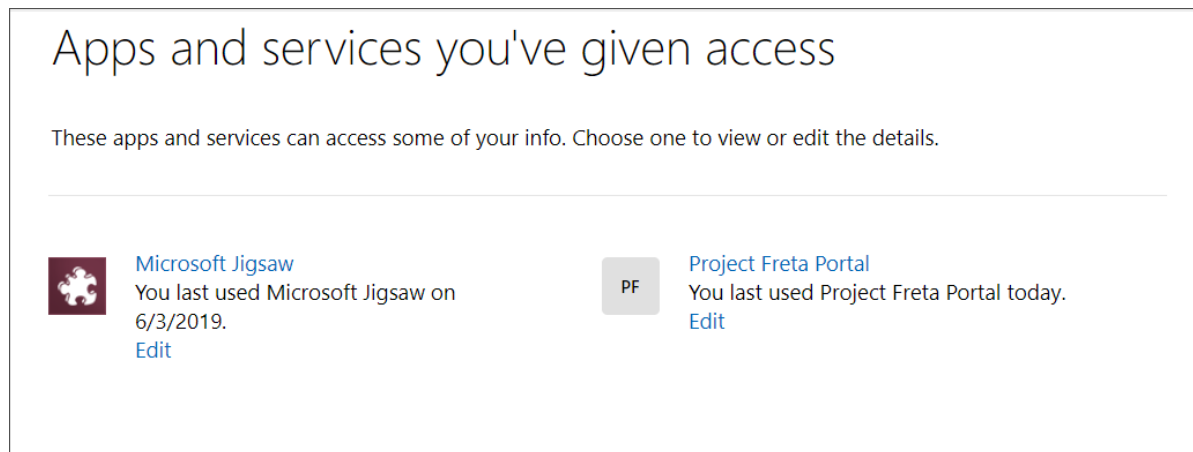 Apps and services you've given access
These apps and services can access some of your info. Choose one to view or edit the details.
Microsoft Jigsaw
You last used Microsoft Jigsaw on
6/3/2019.
Edit
PF
Project Freta Portal
You last used Project Freta Portal today.
Edit